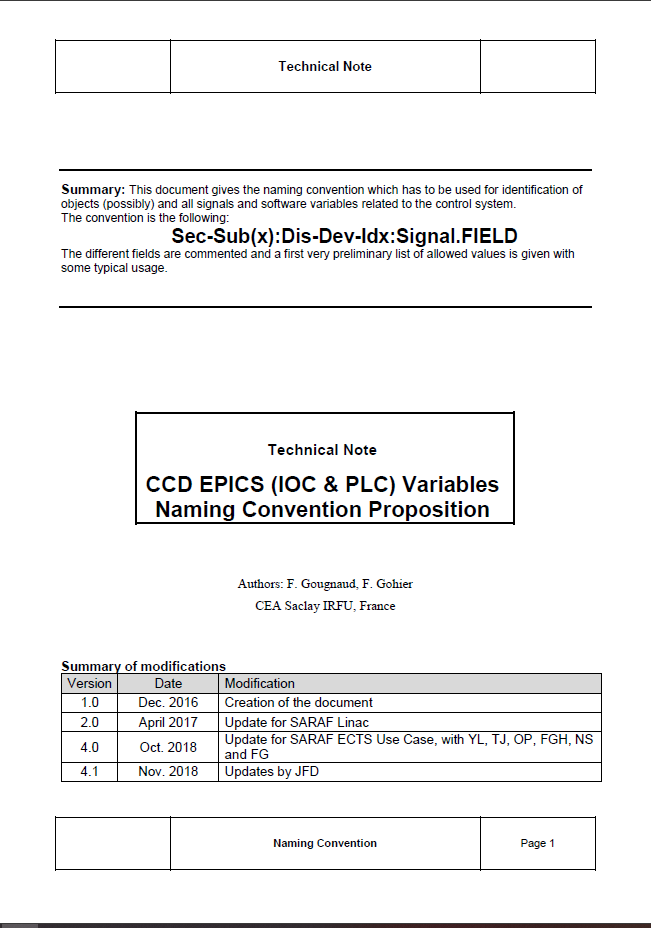 Technical Note
Summary: This document gives the naming convention which has to be used for identification of
objects (possibly) and all signals and software variables related to the control system.
The convention is the following:
Sec-Sub(x):Dis-Dev-Idx:Signal.FIELD
The different fields are commented and a first very preliminary list of allowed values is given with
some typical usage.
Technical Note
CCD EPICS (IOC & PLC) Variables
Naming Convention Proposition
Authors: F. Gougnaud, F. Gohier
CEA Saclay IRFU, France
Summary of modifications
Version Date Modification
1.0 Dec. 2016 Creation of the document
2.0 April 2017 Update for SARAF Linac
4.0 Oct. 2018 Update for SARAF ECTS Use Case, with YL, TJ, OP, FGH, NS
and FG
4.1 Nov. 2018 Updates by JFD
Naming Convention Page 1